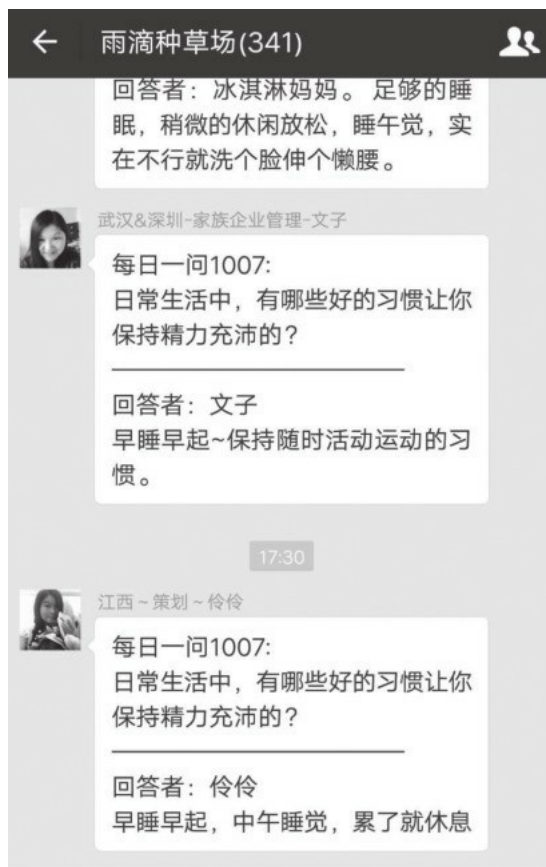 雨滴种草场(341)
回答者：冰淇淋妈妈。 足够的睡
眠，稍微的休闲放松，睡午觉，实
在不行就洗个脸伸个懒腰。
武汉&深圳-家族企业管理-文子
每日一问1007:
日常生活中，有哪些好的习惯让你
保持精力充沛的？
回答者：文子
早睡早起~保持随时活动运动的习
惯。
17:30
江西~策划~伶伶
每日一问1007:
日常生活中，有哪些好的习惯让你
保持精力充沛的？
回答者：伶伶
早睡早起，中午睡觉，累了就休息